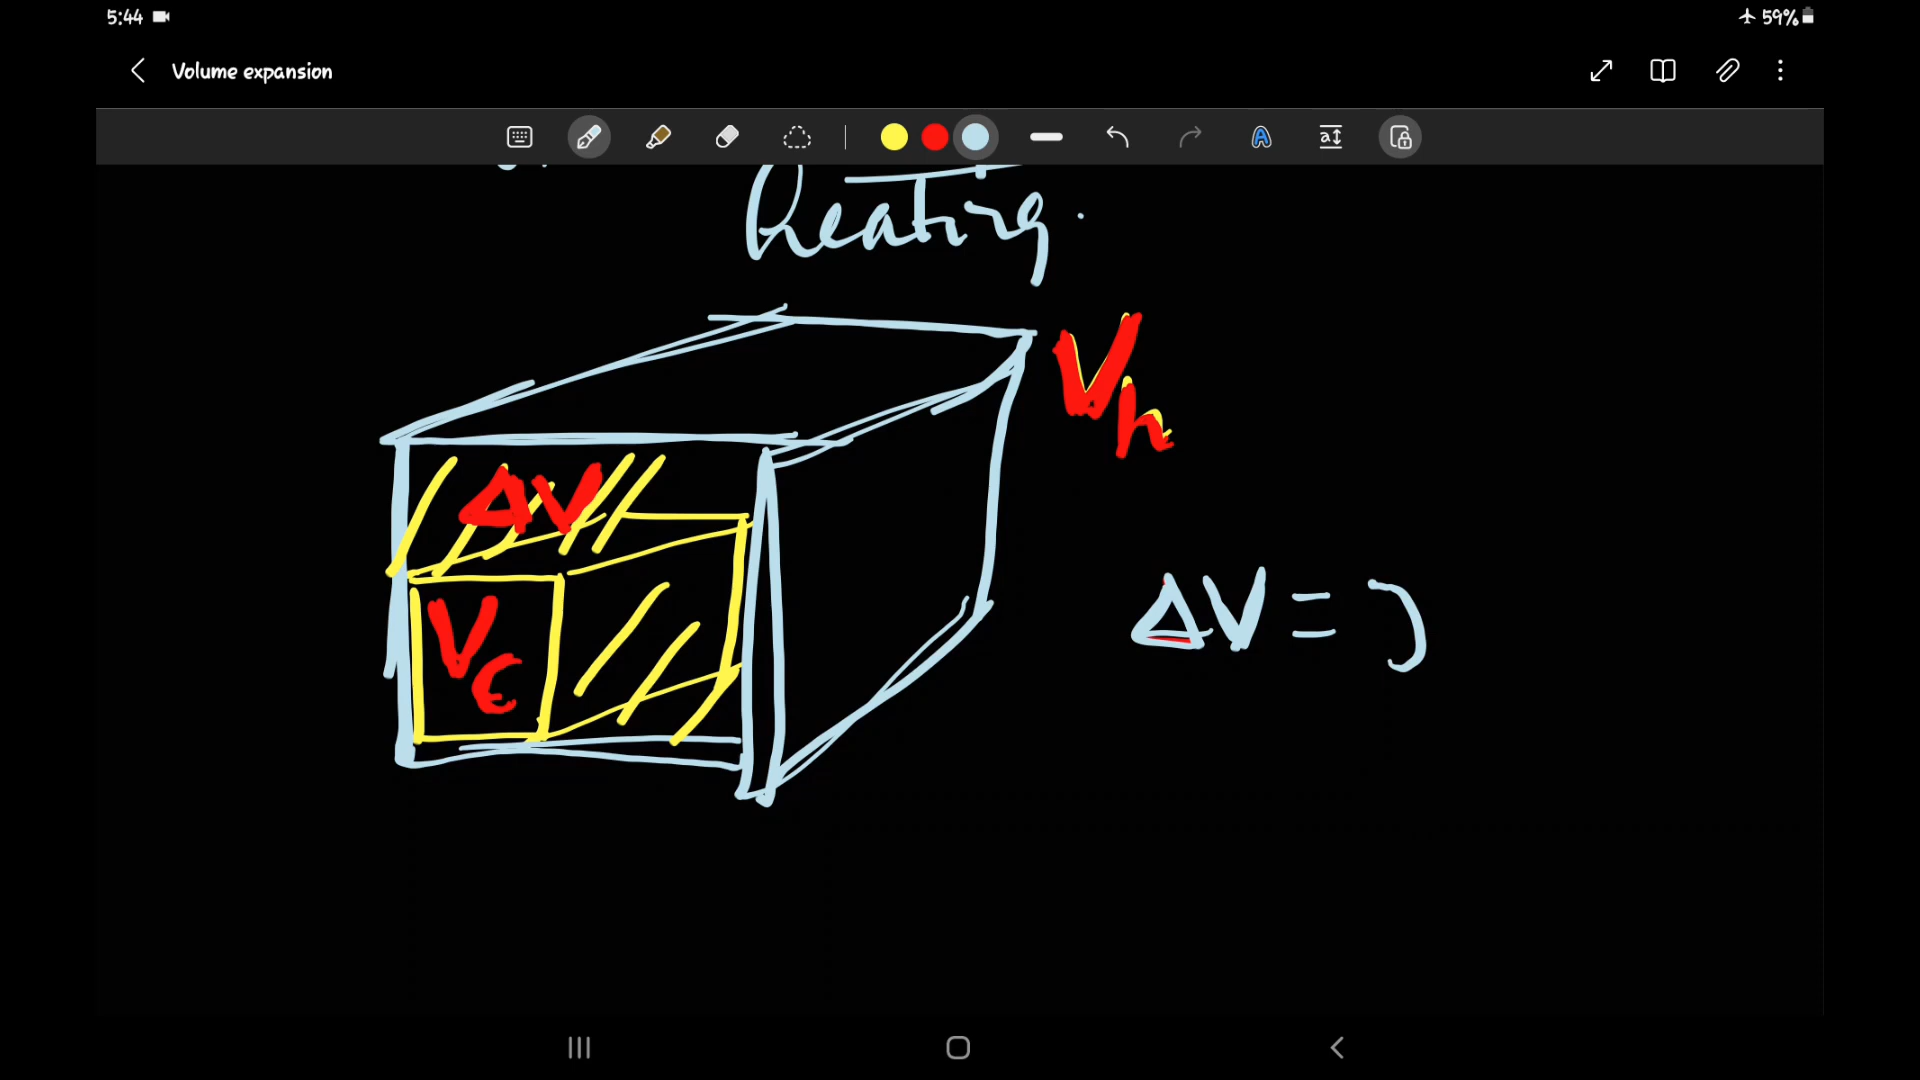 5:44 59%
Volume expansion
heating.
Vh
ΔV
Vc
ΔV =